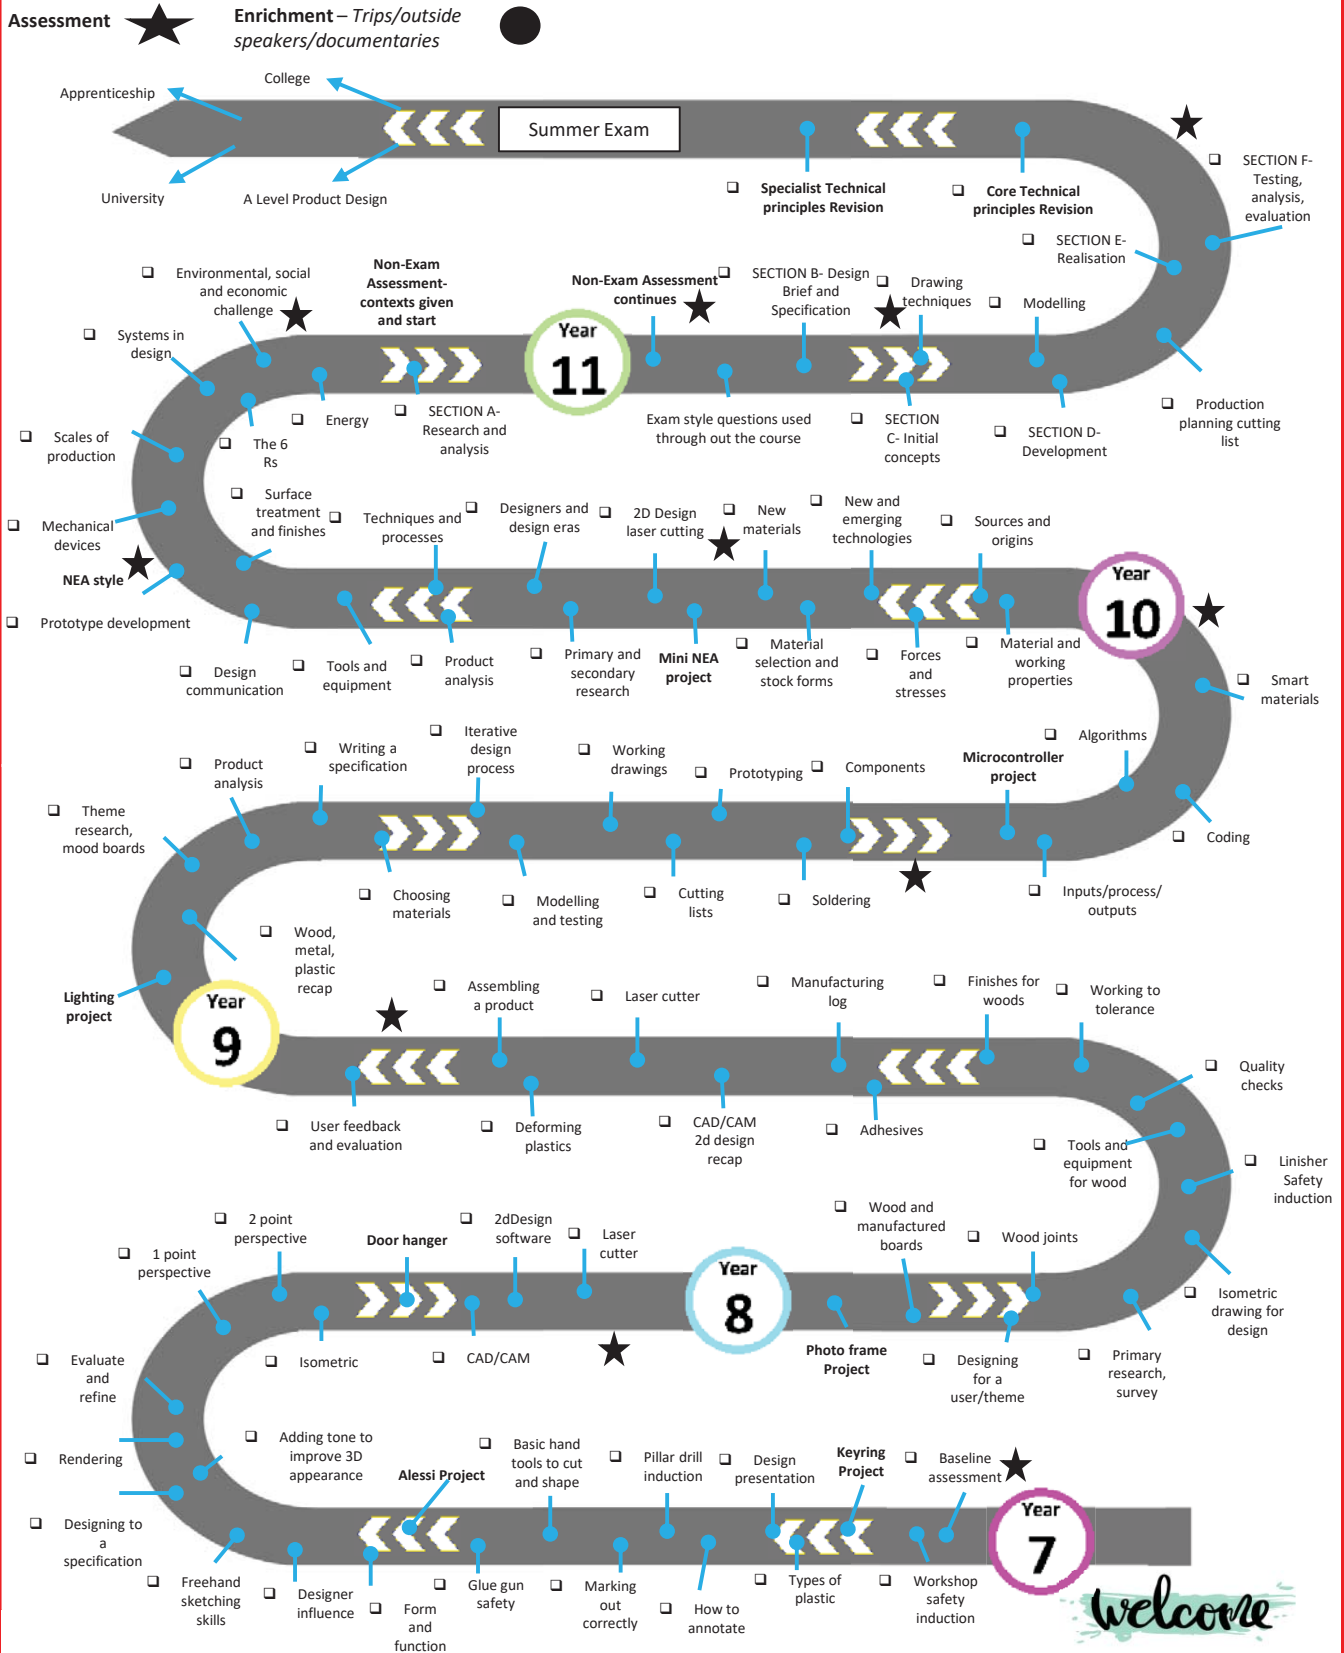 Assessment
Enrichment – Trips/outside
speakers/documentaries
College
Apprenticeship
Summer Exam
University
A Level Product Design
Specialist Technical
principles Revision
Core Technical
principles Revision
SECTION F-
Testing,
analysis,
evaluation
SECTION E-
Realisation
Environmental, social
and economic
challenge
Non-Exam
Assessment-
contexts given
and start
Non-Exam Assessment
continues
SECTION B- Design
Brief and
Specification
Drawing
techniques
Modelling
Systems in
design
Year
11
Scales of
production
The 6
Rs
Energy
SECTION A-
Research and
analysis
Exam style questions used
through out the course
SECTION
C- Initial
concepts
SECTION D-
Development
Production
planning cutting
list
Mechanical
devices
Surface
treatment
and finishes
Techniques and
processes
Designers and
design eras
2D Design
laser cutting
New
materials
New and
emerging
technologies
Sources and
origins
NEA style
Year
10
Prototype development
Design
communication
Tools and
equipment
Product
analysis
Primary and
secondary
research
Mini NEA
project
Material
selection and
stock forms
Forces
and
stresses
Material and
working
properties
Smart
materials
Theme
research,
mood boards
Product
analysis
Writing a
specification
Iterative
design
process
Working
drawings
Prototyping
Components
Microcontroller
project
Algorithms
Coding
Choosing
materials
Modelling
and testing
Cutting
lists
Soldering
Inputs/process/
outputs
Wood,
metal,
plastic
recap
Lighting
project
Year
9
Assembling
a product
Laser cutter
Manufacturing
log
Finishes for
woods
Working to
tolerance
Quality
checks
User feedback
and evaluation
Deforming
plastics
CAD/CAM
2d design
recap
Adhesives
Tools and
equipment
for wood
Linisher
Safety
induction
1 point
perspective
2 point
perspective
Door hanger
2dDesign
software
Laser
cutter
Year
8
Wood and
manufactured
boards
Wood joints
Isometric
drawing for
design
Evaluate
and
refine
Isometric
CAD/CAM
Photo frame
Project
Designing
for a
user/theme
Primary
research,
survey
Rendering
Adding tone to
improve 3D
appearance
Alessi Project
Basic hand
tools to cut
and shape
Pillar drill
induction
Design
presentation
Keyring
Project
Baseline
assessment
Year
7
Designing to
a
specification
Freehand
sketching
skills
Designer
influence
Form
and
function
Glue gun
safety
Marking
out
correctly
How to
annotate
Types of
plastic
Workshop
safety
induction
welcome